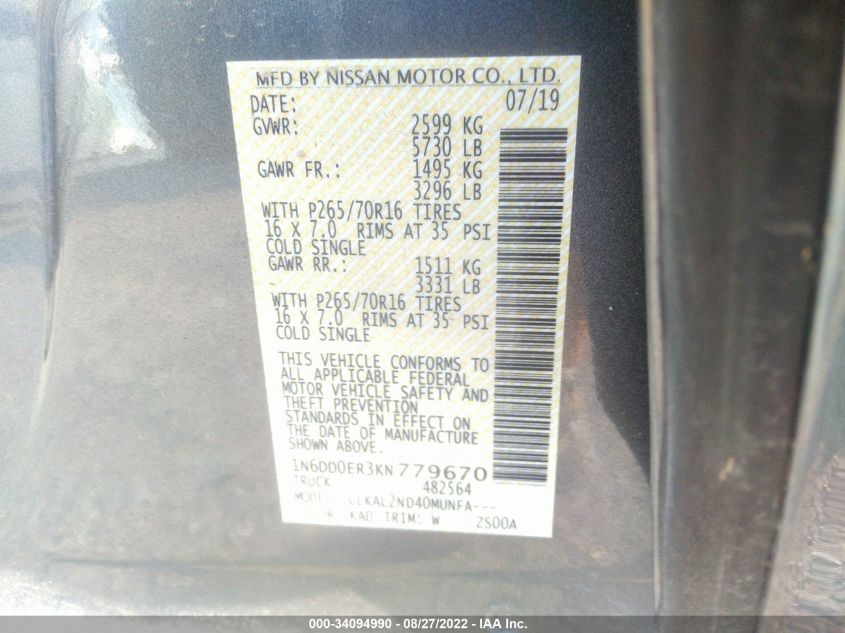 MFD BY NISSAN MOTOR CO., LTD.
DATE: 07/19
GVWR: 2599 KG
5730 LB
GAWR FR.: 1495 KG
3296 LB
WITH P265/70R16 TIRES
16 X 7.0 RIMS AT 35 PSI
COLD SINGLE
GAWR RR.: 1511 KG
3331 LB
WITH P265/70R16 TIRES
16 X 7.0 RIMS AT 35 PSI
COLD SINGLE
THIS VEHICLE CONFORMS TO
ALL APPLICABLE FEDERAL
MOTOR VEHICLE SAFETY AND
THEFT PREVENTION
STANDARDS IN EFFECT ON
THE DATE OF MANUFACTURE
SHOWN ABOVE.
1N6DD0ER3KN779670
TRUCK 482564
KAD TRIM: W ZS00A
000-34094990 - 08/27/2022 - IAA Inc.